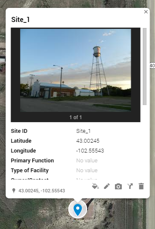 Site_1
1 of 1
Site ID Site_1
Latitude 43.00245
Longitude -102.55543
Primary Function No value
Type of Facility No value
43.00245, -102.55543